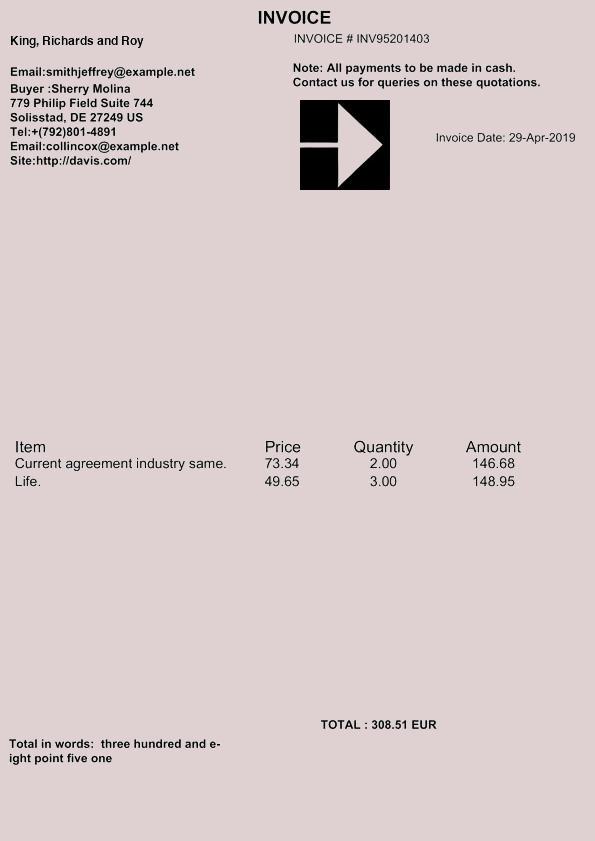 INVOICE
King, Richards and Roy
INVOICE # INV95201403
Email:smithjeffrey@example.net
Note: All payments to be made in cash.
Contact us for queries on these quotations.
Buyer :Sherry Molina
779 Philip Field Suite 744
Solisstad, DE 27249 US
Tel:+(792)801-4891
Email:collincox@example.net
Site:http://davis.com/
Invoice Date: 29-Apr-2019
Item Price Quantity Amount
Current agreement industry same. 73.34 2.00 146.68
Life. 49.65 3.00 148.95
TOTAL : 308.51 EUR
Total in words:  three hundred and e-
ight point five one